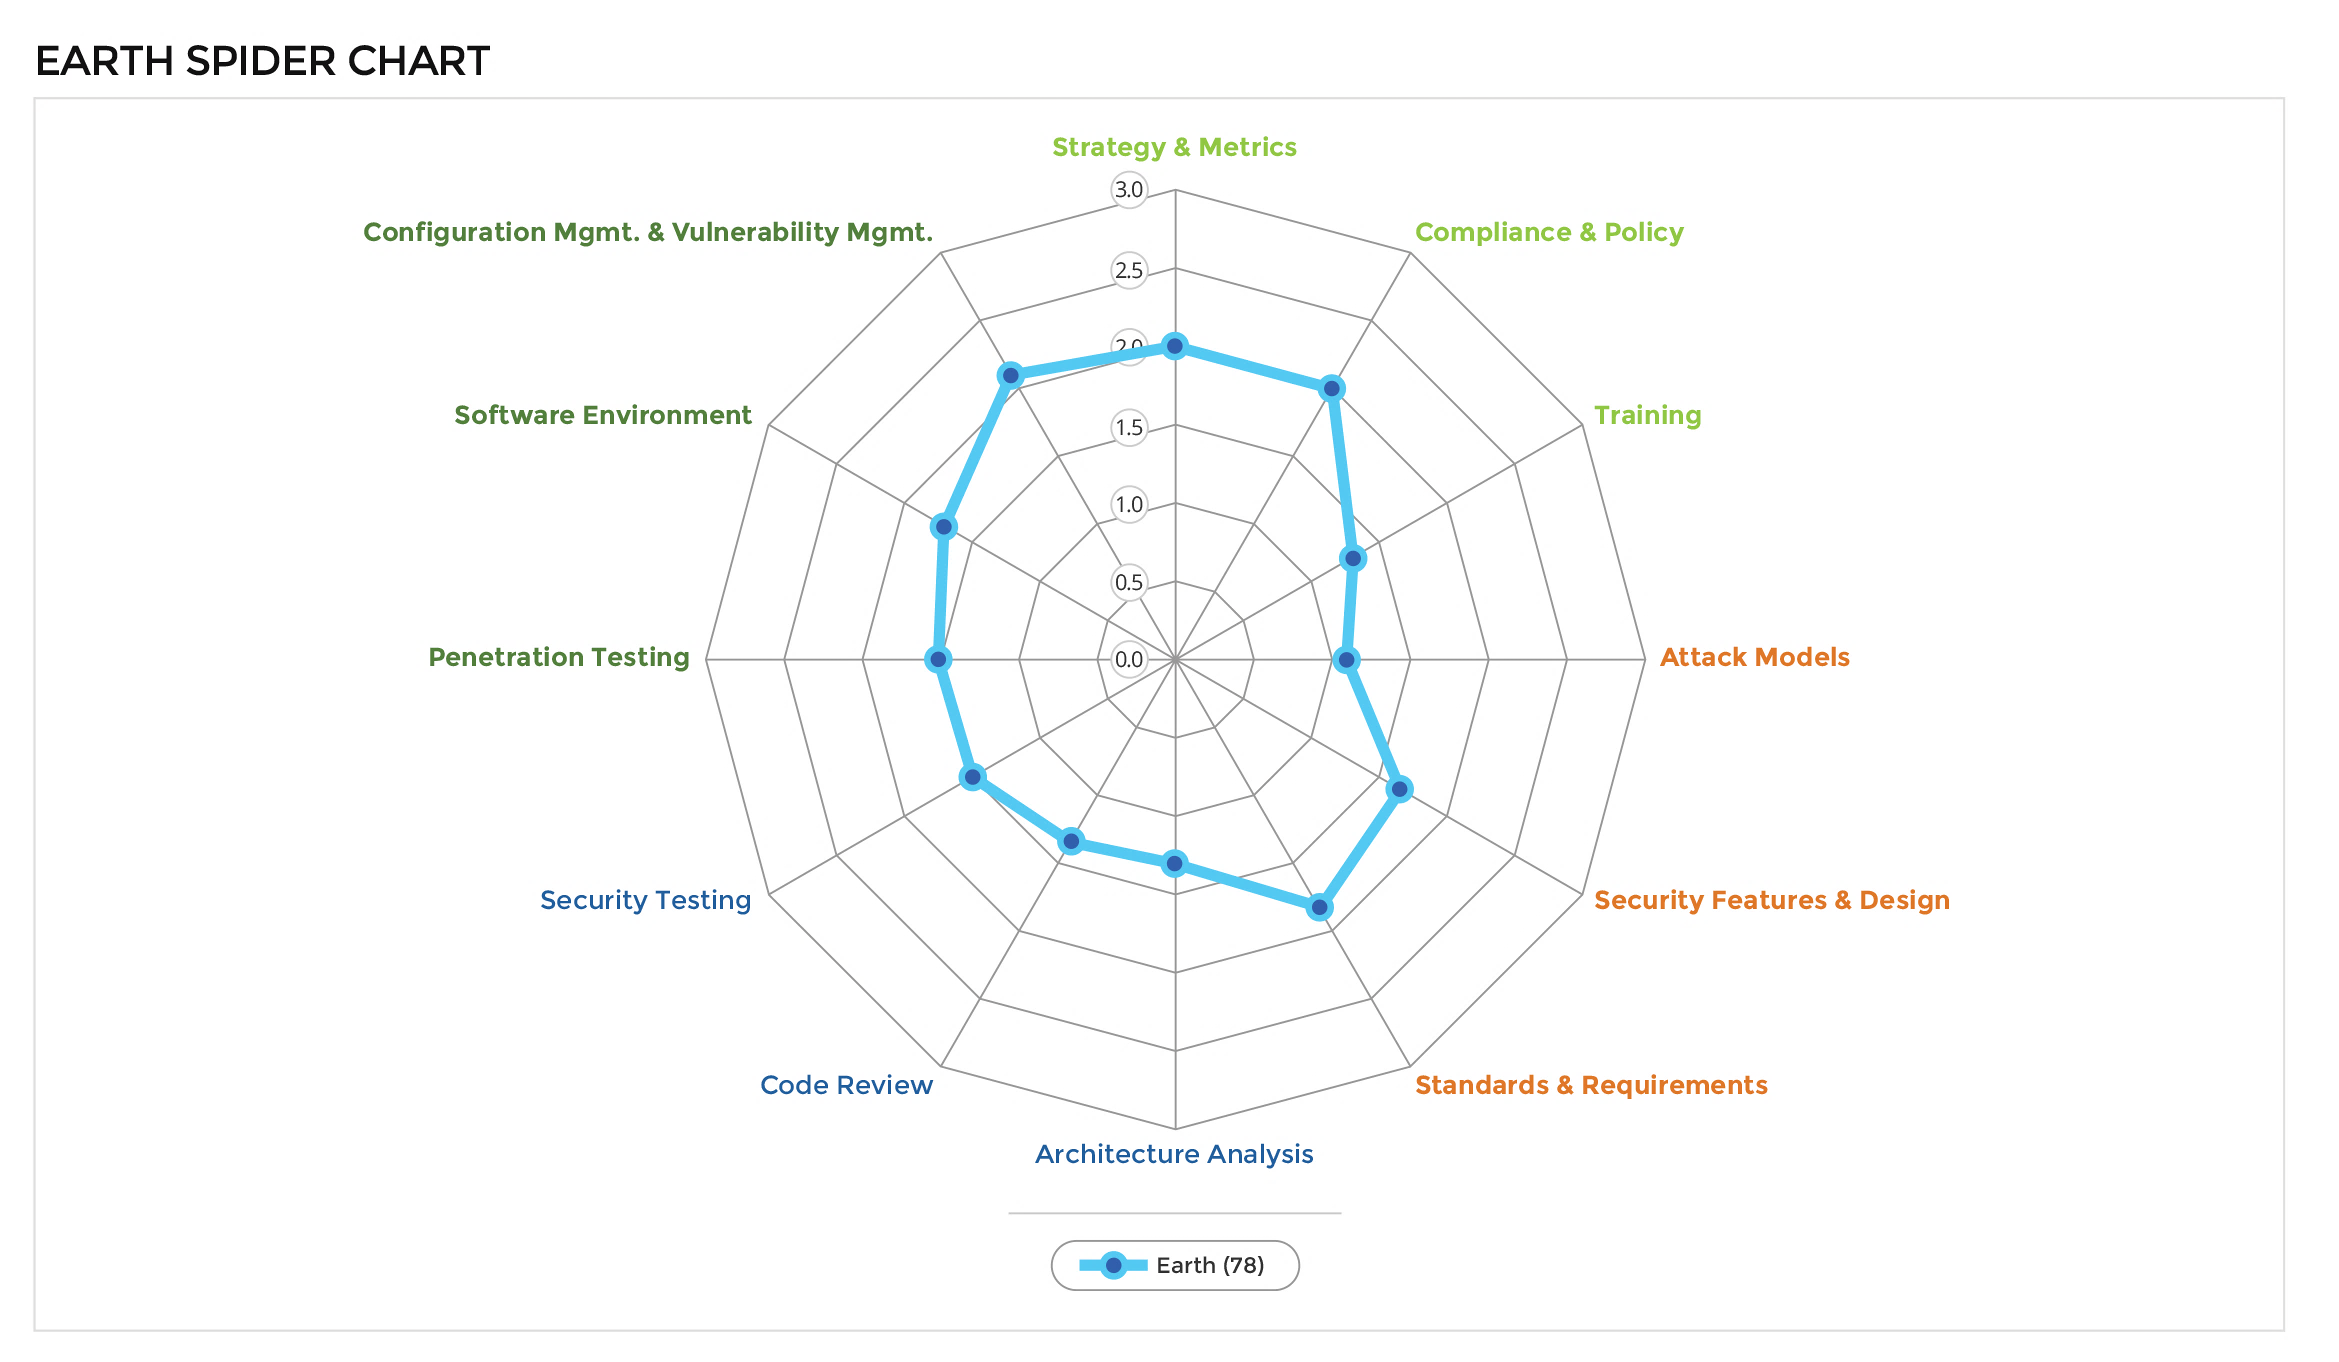 EARTH SPIDER CHART
Strategy & Metrics
3.0
Configuration Mgmt. & Vulnerability Mgmt.
Compliance & Policy
2.5
2.0
Software Environment
Training
1.5
1.0
0.5
Penetration Testing
0.0
Attack Models
Security Testing
Security Features & Design
Code Review
Standards & Requirements
Architecture Analysis
Earth (78)